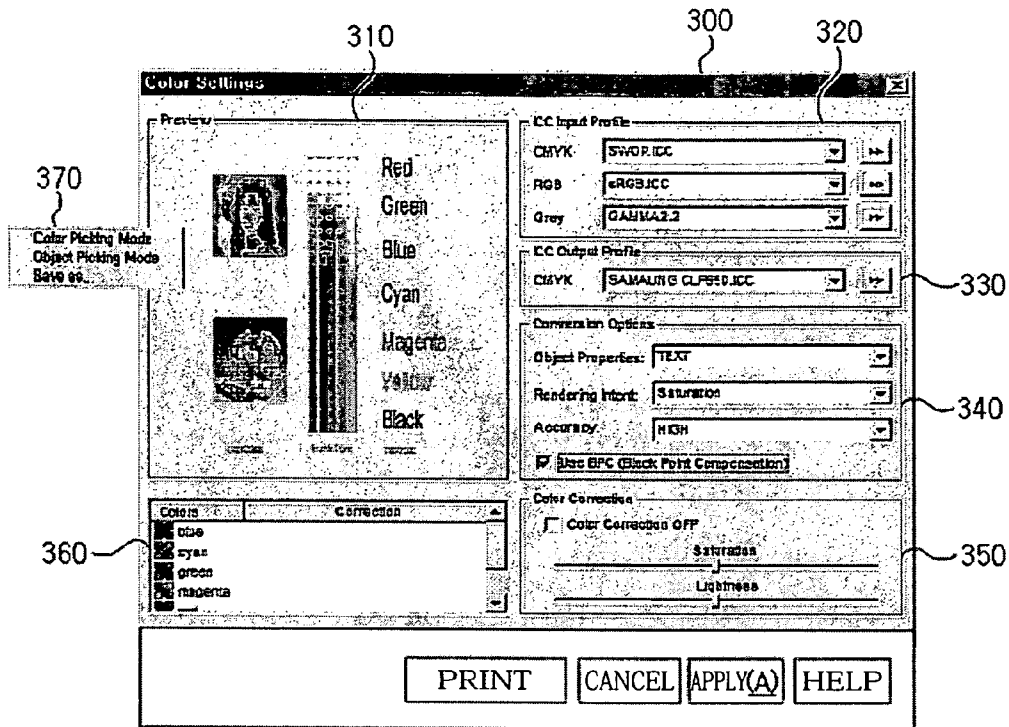 300
310
320
Color Settings
Preview
Red
Green
Blue
Cyan
Magenta
Yellow
Black
370
Color Picking Mode
Object Picking Mode
Save as...
ICC Input Profile
CMYK SWOP.ICC
RGB sRGB.ICC
Grey GAMMA2.2
ICC Output Profile
CMYK SAMSUNG CLP550.ICC
330
Conversion Options
Object Properties: TEXT
Rendering Intent: Saturation
Accuracy HIGH
Use BPC (Black Point Compensation)
340
360
Colors Correction
blue
cyan
green
magenta
Color Correction
Color Correction OFF
Saturation
Lightness
350
PRINT CANCEL APPLY(A) HELP